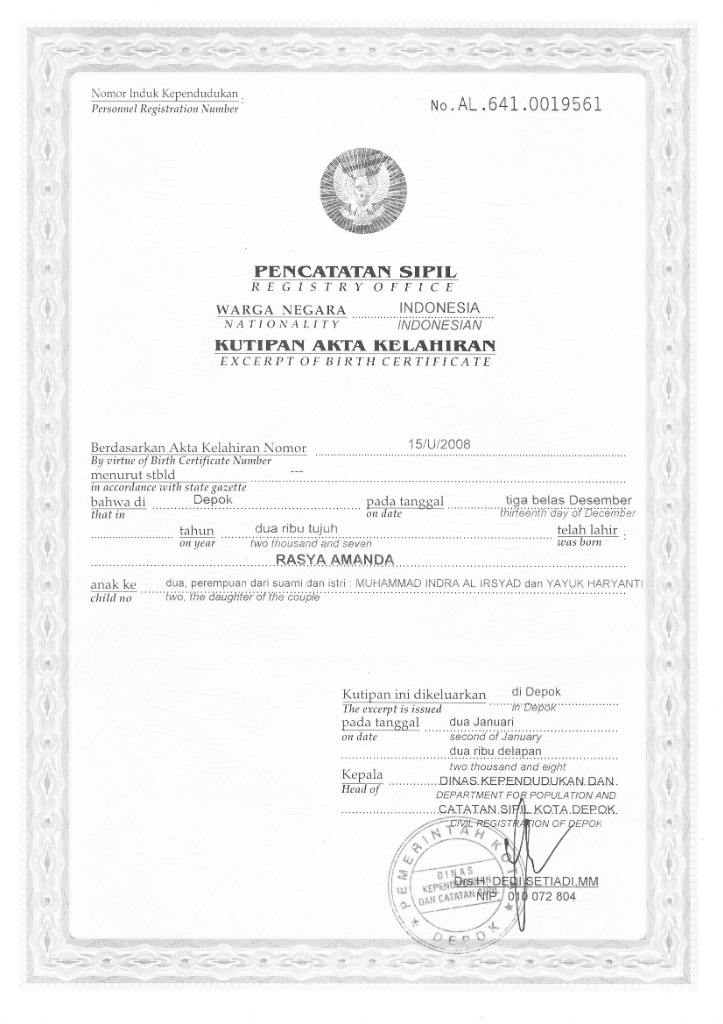 Nomor Induk Kependudukan :
Personnel Registration Number
No.AL.641.0019561
PENCATATAN SIPIL
REGISTRY OFFICE
WARGA NEGARA INDONESIA
NATIONALITY INDONESIAN
KUTIPAN AKTA KELAHIRAN
EXCERPT OF BIRTH CERTIFICATE
Berdasarkan Akta Kelahiran Nomor 15/U/2008
By virtue of Birth Certificate Number
menurut stbld ---
in accordance with state gazette
bahwa di Depok pada tanggal tiga belas Desember
that in on date thirteenth day of December
tahun dua ribu tujuh telah lahir :
on year two thousand and seven was born
RASYA AMANDA
anak ke dua, perempuan dari suami dan istri : MUHAMMAD INDRA AL IRSYAD dan YAYUK HARYANTI
child no two, the daughter of the couple
Kutipan ini dikeluarkan di Depok
The excerpt is issued in Depok
pada tanggal dua Januari
on date second of January
dua ribu delapan
two thousand and eight
Kepala DINAS KEPENDUDUKAN DAN
Head of DEPARTMENT FOR POPULATION AND
CATATAN SIPIL KOTA DEPOK
CIVIL REGISTRATION OF DEPOK
PEMERINTAH KOTA
DINAS
KEPENDUDUKAN
DAN CATATAN SIPIL
DEPOK
Drs.H. DEDI SETIADI,MM
NIP. 010 072 804